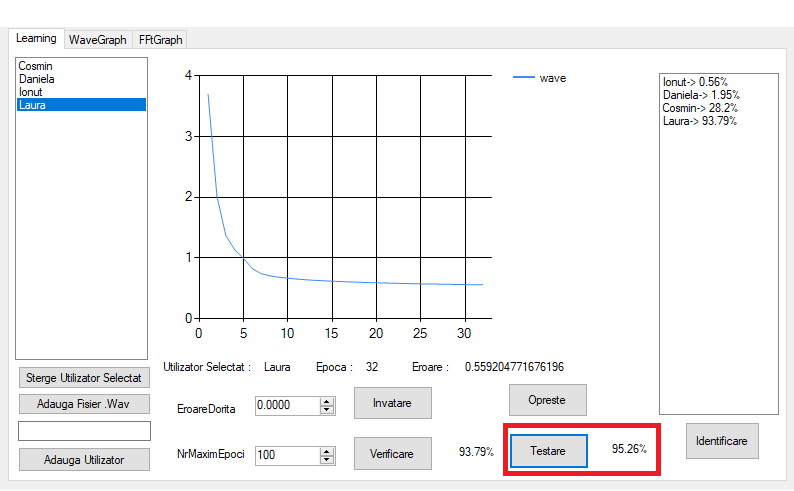 Learning WaveGraph FFtGraph
Cosmin
Daniela
Ionut
Laura
4
3
2
1
0
0 5 10 15 20 25 30
wave
Ionut-> 0.56%
Daniela-> 1.95%
Cosmin-> 28.2%
Laura-> 93.79%
Utilizator Selectat : Laura Epoca : 32 Eroare : 0.559204771676196
Sterge Utilizator Selectat
Adauga Fisier .Wav
Adauga Utilizator
EroareDorita 0.0000 Invatare Opreste
NrMaximEpoci 100 Verificare 93.79% Testare 95.26% Identificare